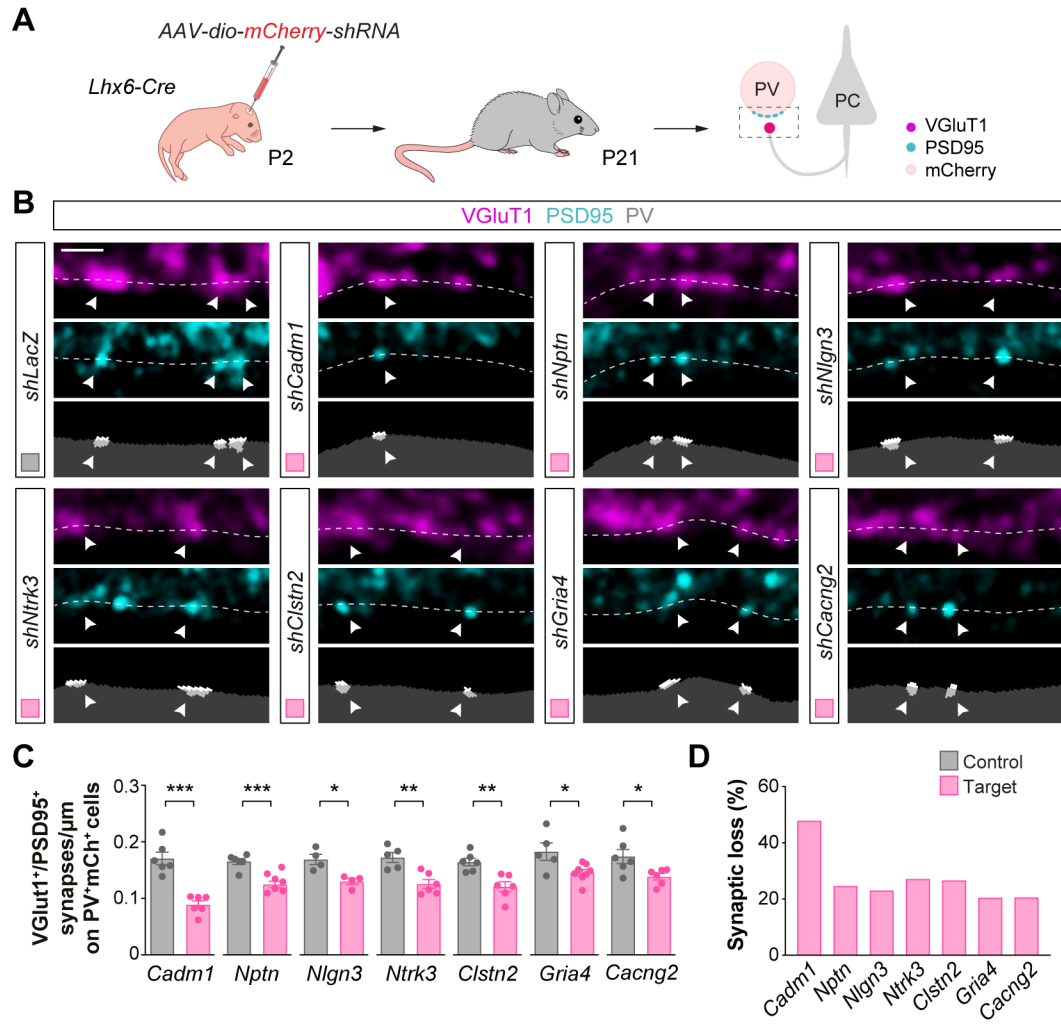 A
AAV-dio-mCherry-shRNA
Lhx6-Cre
P2
P21
PV
PC
VGluT1
PSD95
mCherry
B
VGluT1 PSD95 PV
shLacZ
shCadm1
shNptn
shNlgn3
shNtrk3
shClstn2
shGria4
shCacng2
C
VGlut1⁺/PSD95⁺
synapses/µm
on PV⁺mCh⁺ cells
0.3
0.2
0.1
0
***
***
*
**
**
*
*
Cadm1
Nptn
Nlgn3
Ntrk3
Clstn2
Gria4
Cacng2
D
Control
Target
Synaptic loss (%)
60
40
20
0
Cadm1
Nptn
Nlgn3
Ntrk3
Clstn2
Gria4
Cacng2